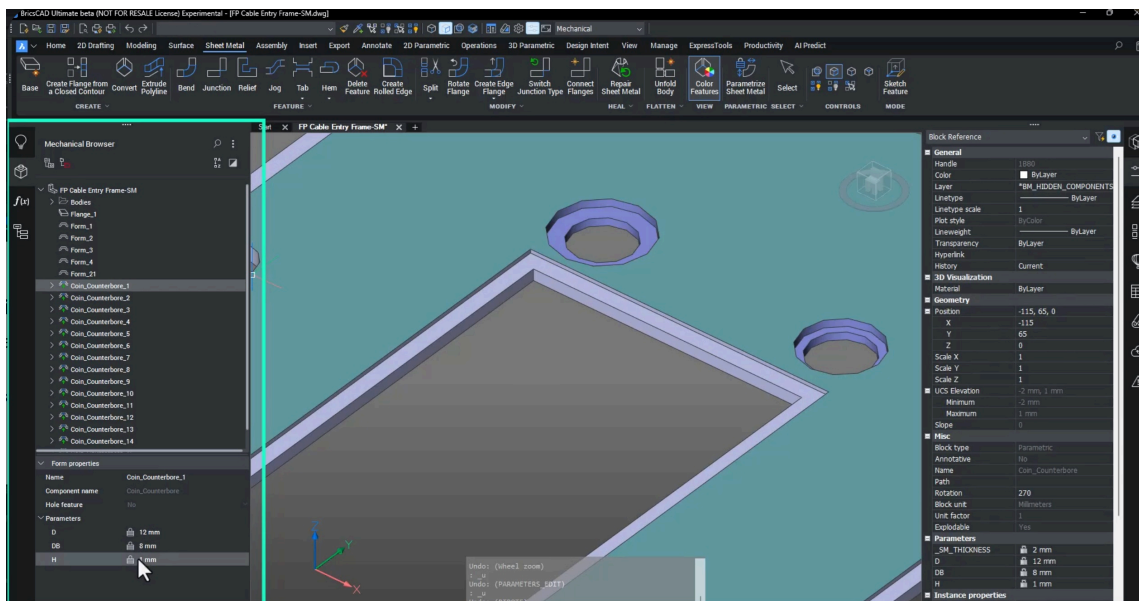 BricsCAD Ultimate beta (NOT FOR RESALE License) Experimental - [FP Cable Entry Frame-SM.dwg]
Mechanical
Home 2D Drafting Modeling Surface Sheet Metal Assembly Insert Export Annotate 2D Parametric Operations 3D Parametric Design Intent View Manage ExpressTools Productivity AI Predict
Base
Create Flange from a Closed Contour
Convert
Extrude Polyline
Bend
Junction
Relief
Jog
Tab
Hem
Delete Feature
Create Rolled Edge
Split
Rotate Flange
Create Edge Flange
Switch Junction Type
Connect Flanges
Repair Sheet Metal
Unfold Body
Color Features
Parametrize Sheet Metal
Select
Sketch Feature
CREATE FEATURE MODIFY HEAL FLATTEN VIEW PARAMETRIC SELECT CONTROLS MODE
FP Cable Entry Frame-SM*
Mechanical Browser
f(x)
FP Cable Entry Frame-SM
Bodies
Flange_1
Form_1
Form_2
Form_3
Form_4
Form_21
Coin_Counterbore_1
Coin_Counterbore_2
Coin_Counterbore_3
Coin_Counterbore_4
Coin_Counterbore_5
Coin_Counterbore_6
Coin_Counterbore_7
Coin_Counterbore_8
Coin_Counterbore_9
Coin_Counterbore_10
Coin_Counterbore_11
Coin_Counterbore_12
Coin_Counterbore_13
Coin_Counterbore_14
Form properties
Name Coin_Counterbore_1
Component name Coin_Counterbore
Hole feature No
Parameters
D 12 mm
DB 8 mm
H 1 mm
Z
Y
X
Undo: (Wheel zoom)
: _u
Undo: (PARAMETERS_EDIT)
: _u
Block Reference
General
Handle 1880
Color ByLayer
Layer *BM_HIDDEN_COMPONENTS
Linetype ByLayer
Linetype scale 1
Plot style ByColor
Lineweight ByLayer
Transparency ByLayer
Hyperlink
History Current
3D Visualization
Material ByLayer
Geometry
Position -115, 65, 0
X -115
Y 65
Z 0
Scale X 1
Scale Y 1
Scale Z 1
UCS Elevation -2 mm, 1 mm
Minimum -2 mm
Maximum 1 mm
Slope 0
Misc
Block type Parametric
Annotative No
Name Coin_Counterbore
Path
Rotation 270
Block unit Millimeters
Unit factor 1
Explodable Yes
Parameters
_SM_THICKNESS 2 mm
D 12 mm
DB 8 mm
H 1 mm
Instance properties